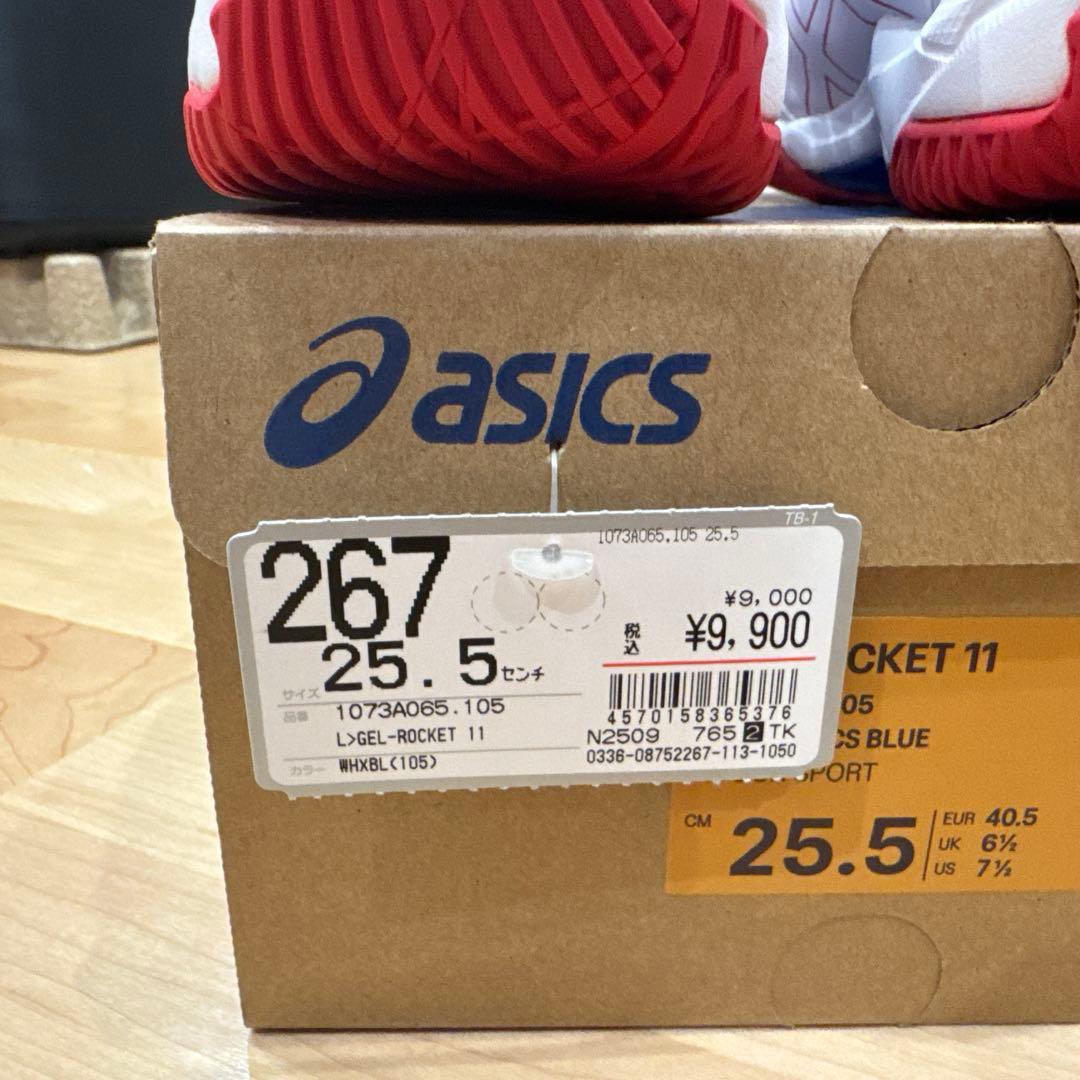 asics
TB-1
1073A065.105 25.5
267
¥9,000
税込 ¥9,900
サイズ 25.5センチ
品番 1073A065.105
L>GEL-ROCKET 11
カラー WHXBL(105)
4570158365376
N2509 765 2 TK
0336-08752267-113-1050
CKET 11
05
CS BLUE
SPORT
CM 25.5
EUR 40.5
UK 6½
US 7½